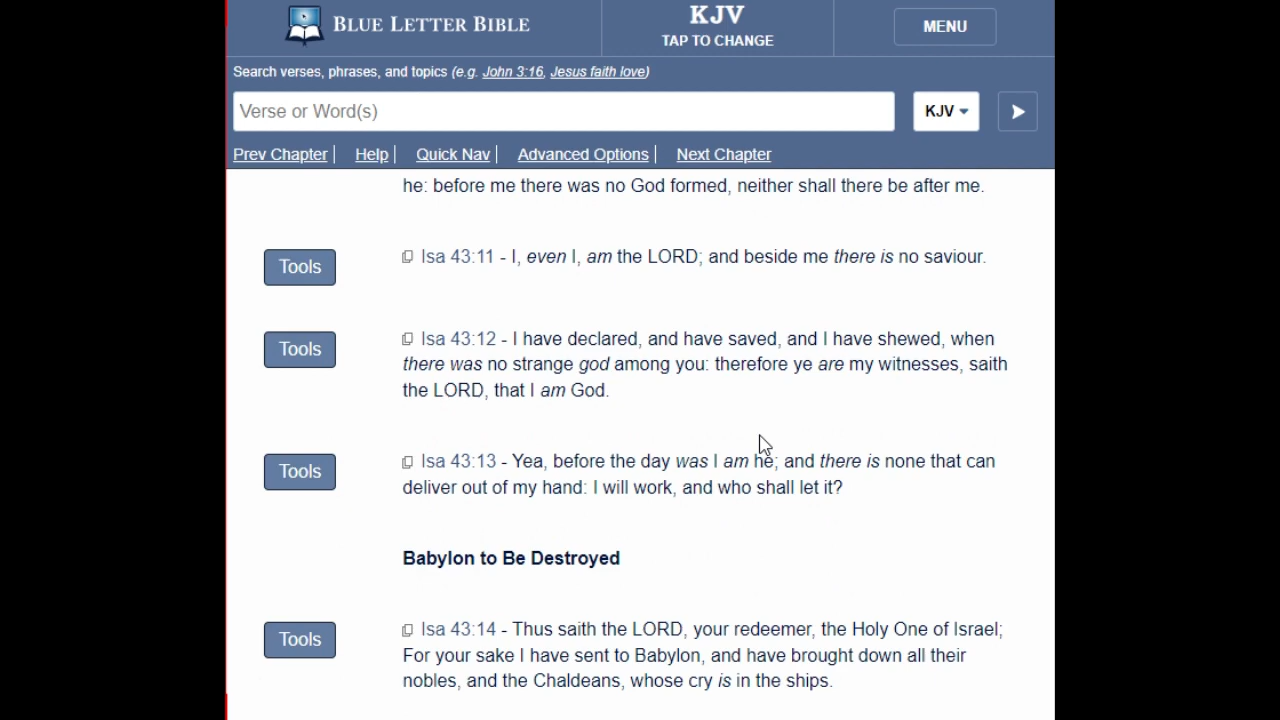 BLUE LETTER BIBLE
KJV
TAP TO CHANGE
MENU
Search verses, phrases, and topics (e.g. John 3:16, Jesus faith love)
Verse or Word(s)
KJV
Prev Chapter | Help | Quick Nav | Advanced Options | Next Chapter
he: before me there was no God formed, neither shall there be after me.
Tools
Isa 43:11 - I, even I, am the LORD; and beside me there is no saviour.
Tools
Isa 43:12 - I have declared, and have saved, and I have shewed, when
there was no strange god among you: therefore ye are my witnesses, saith
the LORD, that I am God.
Tools
Isa 43:13 - Yea, before the day was I am he; and there is none that can
deliver out of my hand: I will work, and who shall let it?
Babylon to Be Destroyed
Tools
Isa 43:14 - Thus saith the LORD, your redeemer, the Holy One of Israel;
For your sake I have sent to Babylon, and have brought down all their
nobles, and the Chaldeans, whose cry is in the ships.